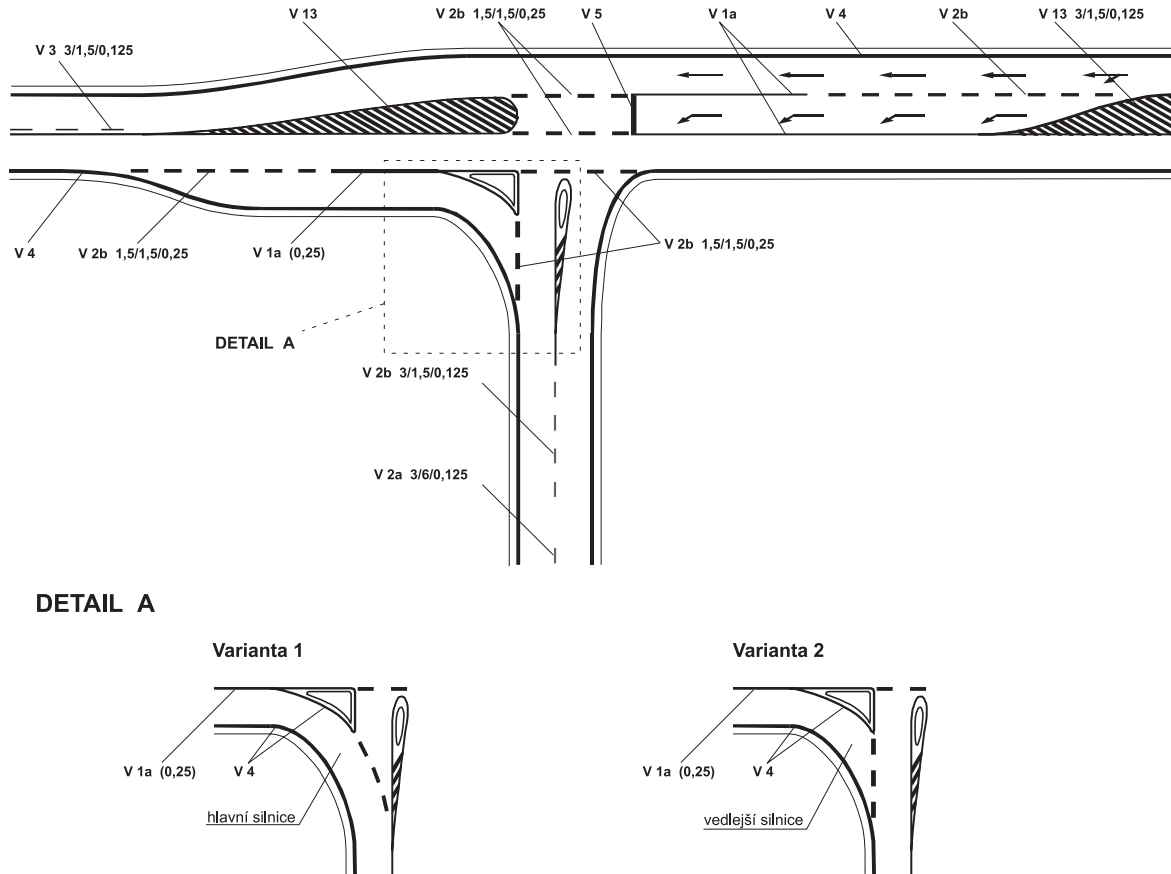 V 13
V 2b 1,5/1,5/0,25
V 5
V 1a
V 4
V 2b
V 13 3/1,5/0,125
V 3 3/1,5/0,125
V 4
V 2b 1,5/1,5/0,25
V 1a (0,25)
V 2b 1,5/1,5/0,25
DETAIL A
V 2b 3/1,5/0,125
V 2a 3/6/0,125
DETAIL A
Varianta 1
Varianta 2
V 1a (0,25)
V 4
V 1a (0,25)
V 4
hlavní silnice
vedlejší silnice